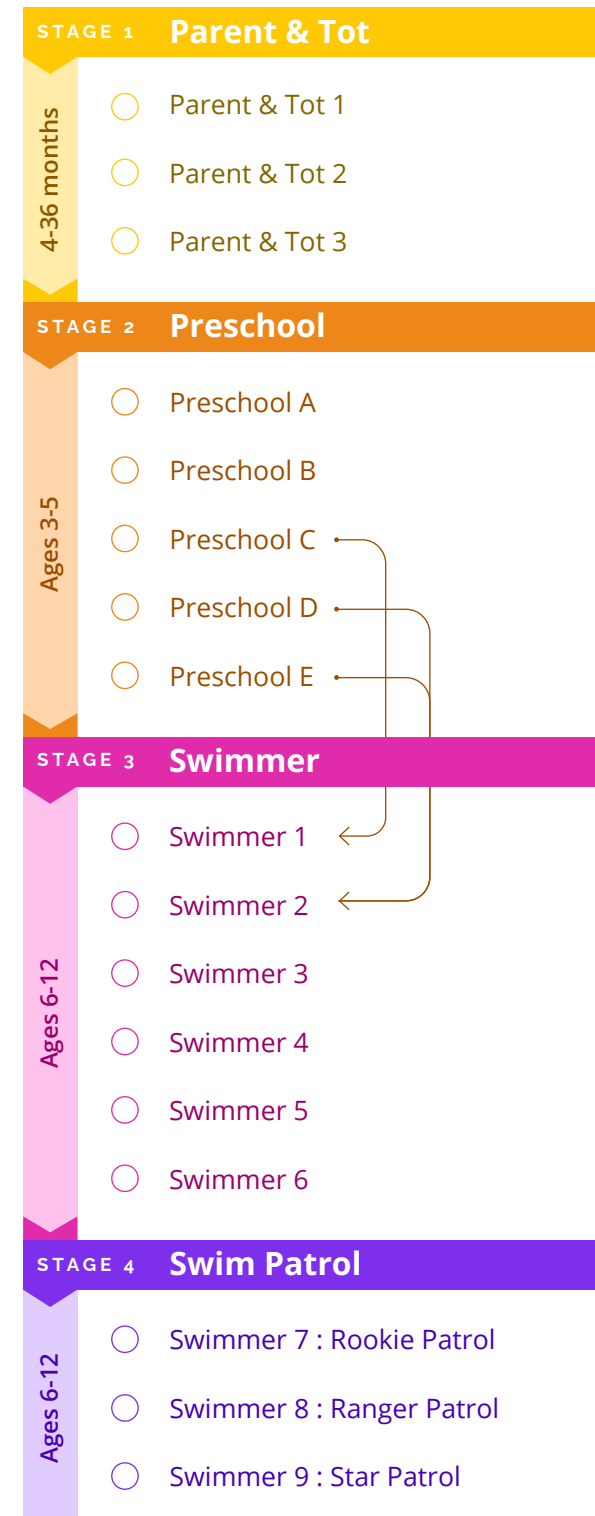 STAGE 1 Parent & Tot
4-36 months
Parent & Tot 1
Parent & Tot 2
Parent & Tot 3
STAGE 2 Preschool
Ages 3-5
Preschool A
Preschool B
Preschool C
Preschool D
Preschool E
STAGE 3 Swimmer
Ages 6-12
Swimmer 1
Swimmer 2
Swimmer 3
Swimmer 4
Swimmer 5
Swimmer 6
STAGE 4 Swim Patrol
Ages 6-12
Swimmer 7 : Rookie Patrol
Swimmer 8 : Ranger Patrol
Swimmer 9 : Star Patrol